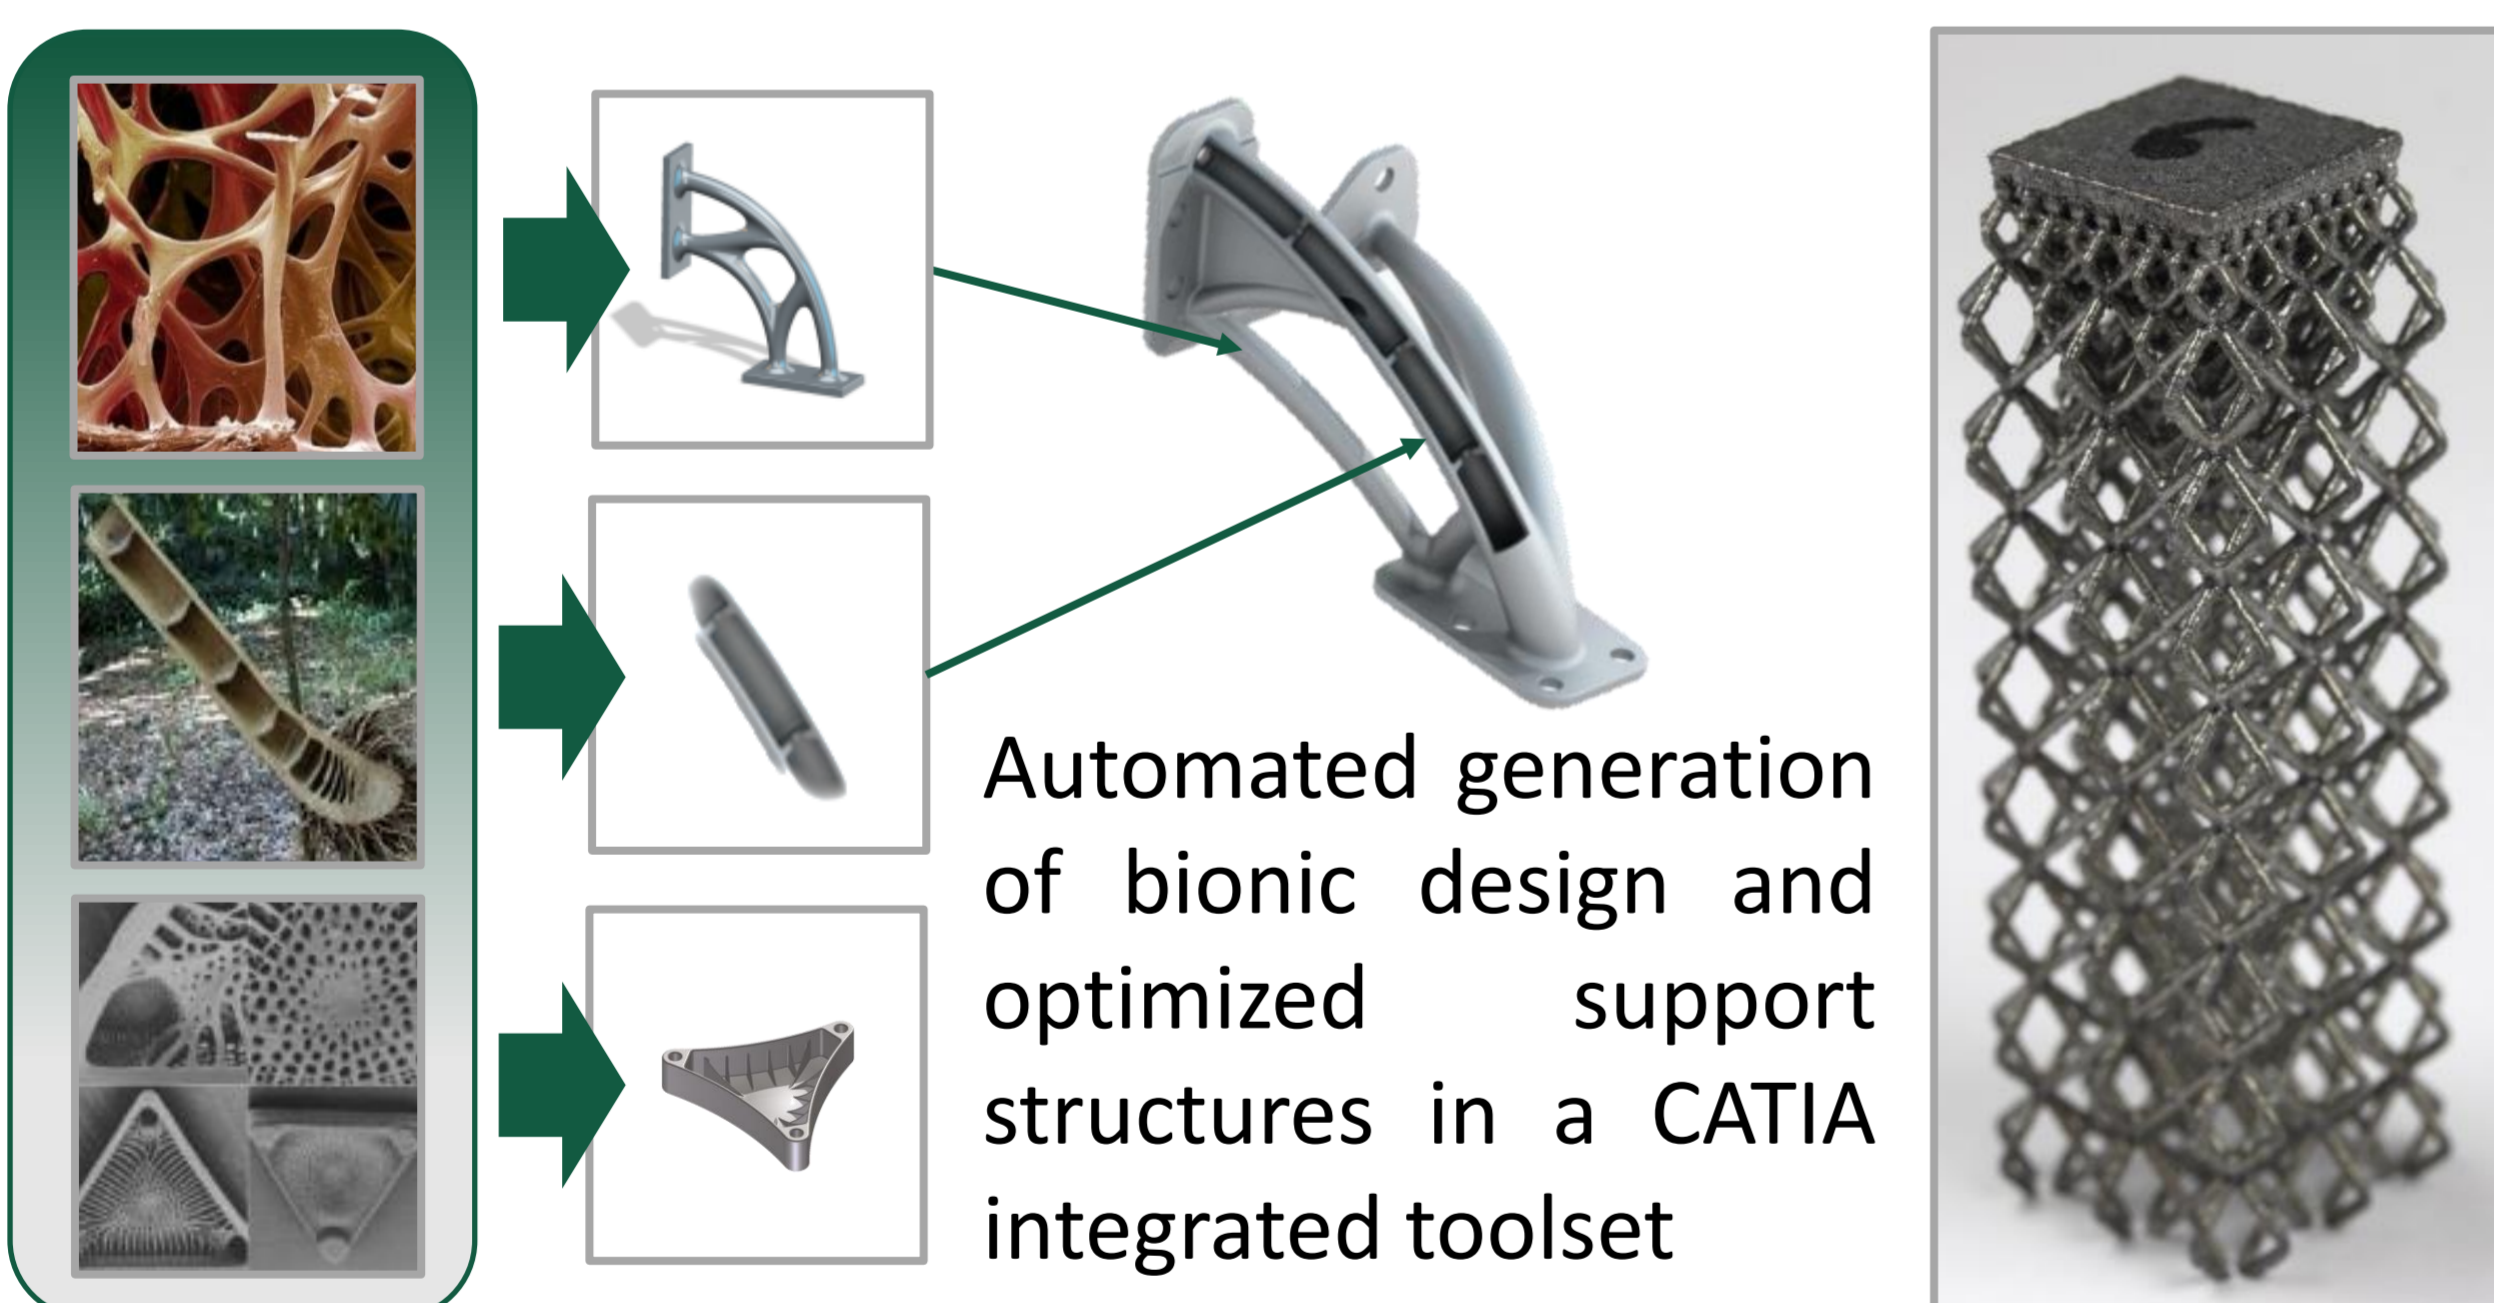 Automated generation
of bionic design and
optimized support
structures in a CATIA
integrated toolset